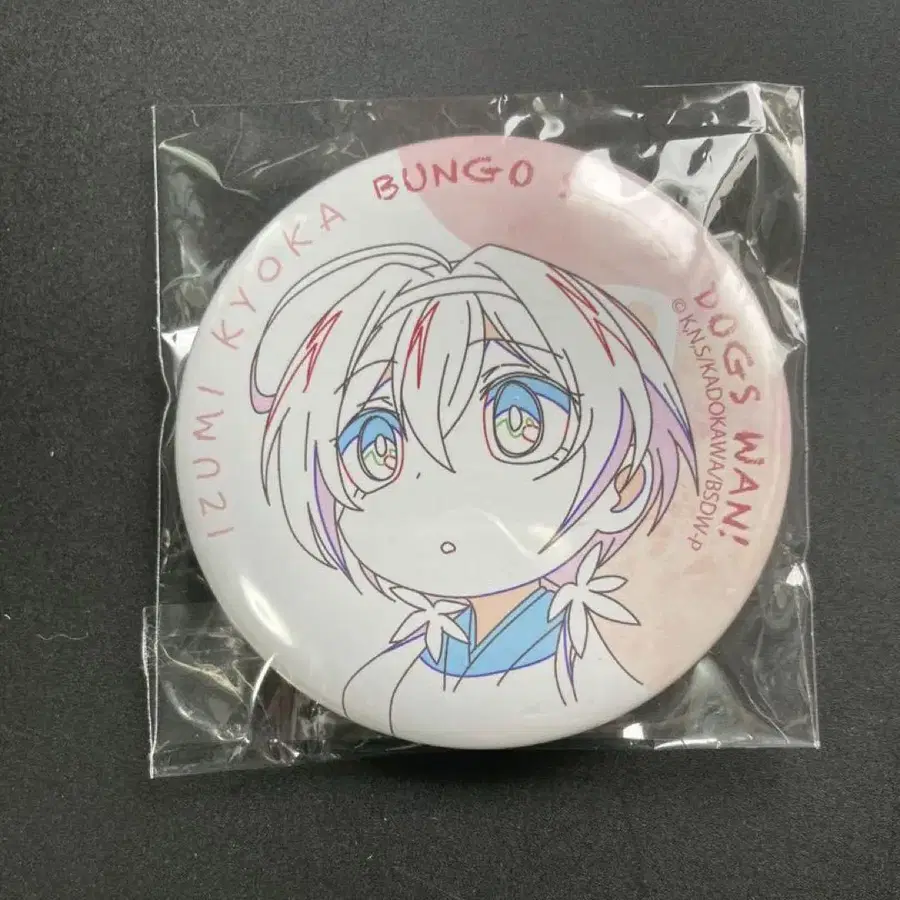 IZUMI KYOKA
BUNGO
DOGS WAN!
©K,N,S/KADOKAWA/BSDW-p